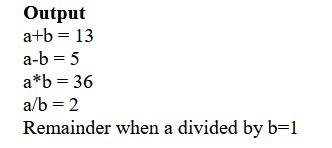 Output
a+b = 13
a-b = 5
a*b = 36
a/b = 2
Remainder when a divided by b=1